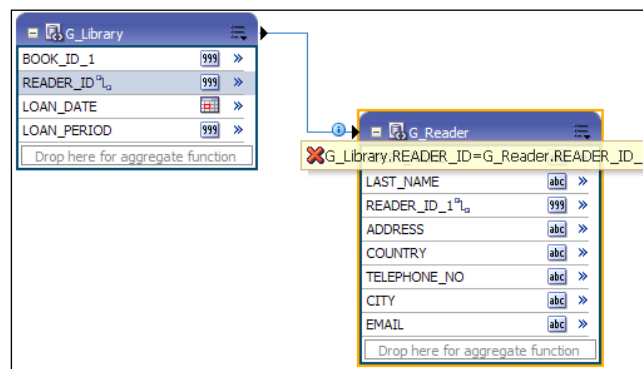 G_Library
BOOK_ID_1 999
READER_ID 999
LOAN_DATE
LOAN_PERIOD 999
Drop here for aggregate function
G_Reader
G_Library.READER_ID=G_Reader.READER_ID_
LAST_NAME abc
READER_ID_1 999
ADDRESS abc
COUNTRY abc
TELEPHONE_NO abc
CITY abc
EMAIL abc
Drop here for aggregate function